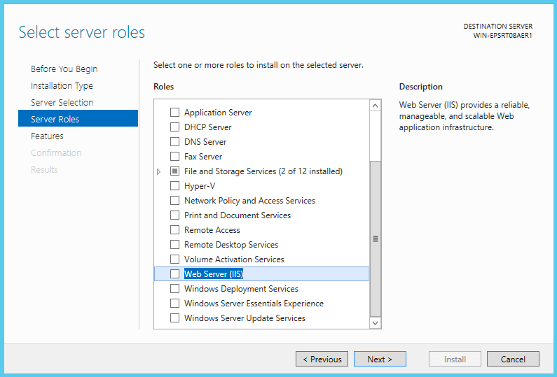 Select server roles
DESTINATION SERVER
WIN-EPSRT08AER1
Before You Begin
Installation Type
Server Selection
Server Roles
Features
Confirmation
Results
Select one or more roles to install on the selected server.
Roles
Application Server
DHCP Server
DNS Server
Fax Server
File and Storage Services (2 of 12 installed)
Hyper-V
Network Policy and Access Services
Print and Document Services
Remote Access
Remote Desktop Services
Volume Activation Services
Web Server (IIS)
Windows Deployment Services
Windows Server Essentials Experience
Windows Server Update Services
Description
Web Server (IIS) provides a reliable,
manageable, and scalable Web
application infrastructure.
< Previous
Next >
Install
Cancel